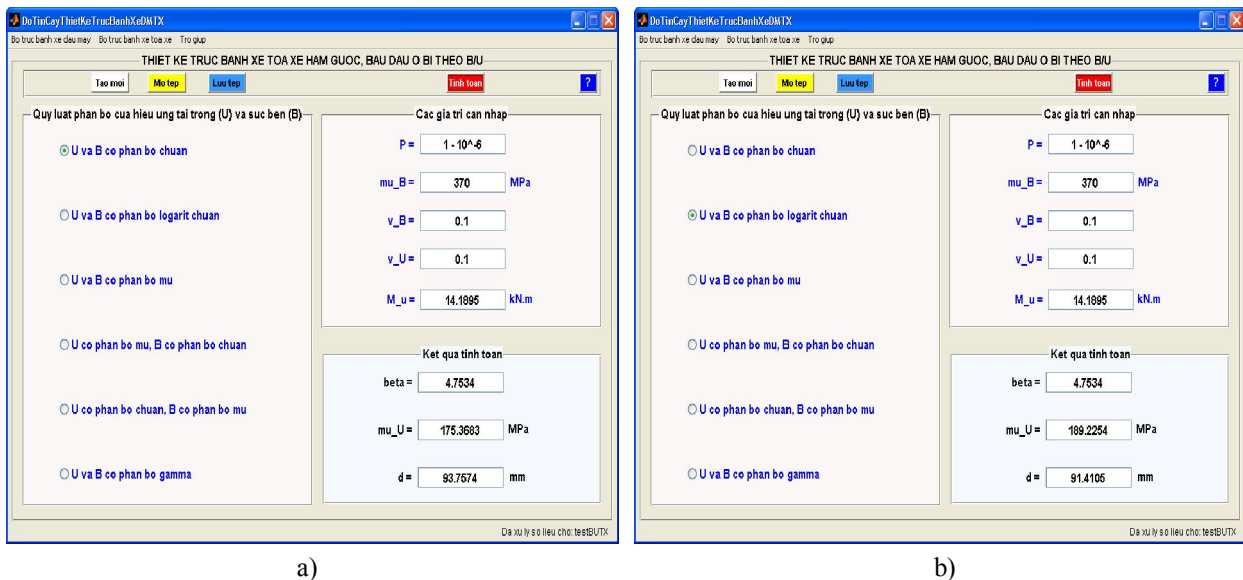 DoTinCayThietKeTrucBanhXeDMTX
Bo truc banh xe dau may Bo truc banh xe toa xe Tro giup
THIET KE TRUC BANH XE TOA XE HAM GUOC, BAU DAU O BI THEO B/U
Tao moi Mo tep Luu tep Tinh toan ?
Quy luat phan bo cua hieu ung tai trong (U) va suc ben (B)
U va B co phan bo chuan
U va B co phan bo logarit chuan
U va B co phan bo mu
U co phan bo mu, B co phan bo chuan
U co phan bo chuan, B co phan bo mu
U va B co phan bo gamma
Cac gia tri can nhap
P = 1 - 10^-6
mu_B = 370 MPa
v_B = 0.1
v_U = 0.1
M_u = 14.1895 kN.m
Ket qua tinh toan
beta = 4.7534
mu_U = 175.3683 MPa
d = 93.7574 mm
Da xu ly so lieu cho: testBUTX
a)
DoTinCayThietKeTrucBanhXeDMTX
Bo truc banh xe dau may Bo truc banh xe toa xe Tro giup
THIET KE TRUC BANH XE TOA XE HAM GUOC, BAU DAU O BI THEO B/U
Tao moi Mo tep Luu tep Tinh toan ?
Quy luat phan bo cua hieu ung tai trong (U) va suc ben (B)
U va B co phan bo chuan
U va B co phan bo logarit chuan
U va B co phan bo mu
U co phan bo mu, B co phan bo chuan
U co phan bo chuan, B co phan bo mu
U va B co phan bo gamma
Cac gia tri can nhap
P = 1 - 10^-6
mu_B = 370 MPa
v_B = 0.1
v_U = 0.1
M_u = 14.1895 kN.m
Ket qua tinh toan
beta = 4.7534
mu_U = 189.2254 MPa
d = 91.4105 mm
Da xu ly so lieu cho: testBUTX
b)